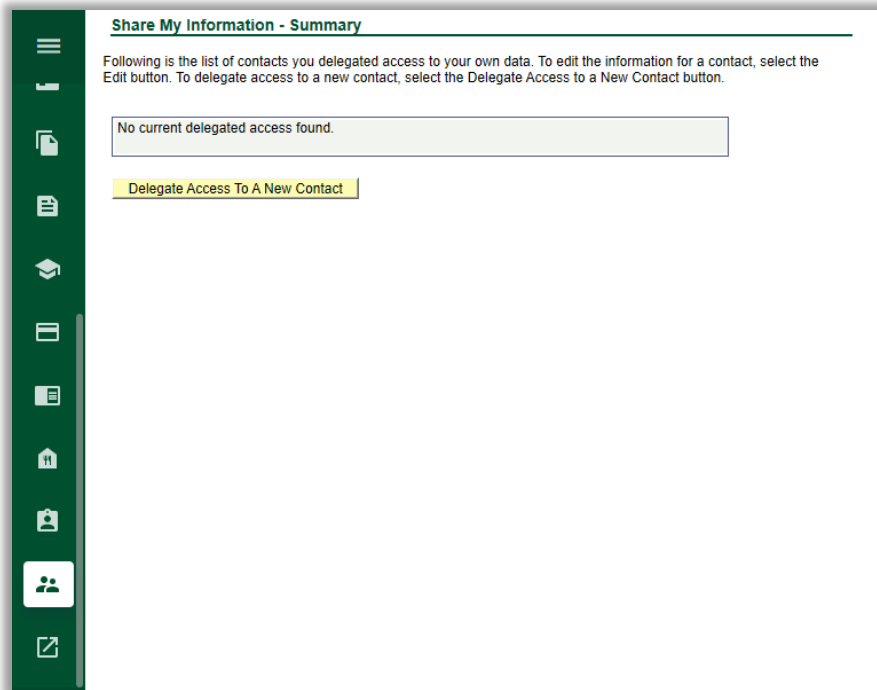 Share My Information - Summary
Following is the list of contacts you delegated access to your own data. To edit the information for a contact, select the
Edit button. To delegate access to a new contact, select the Delegate Access to a New Contact button.
No current delegated access found.
Delegate Access To A New Contact